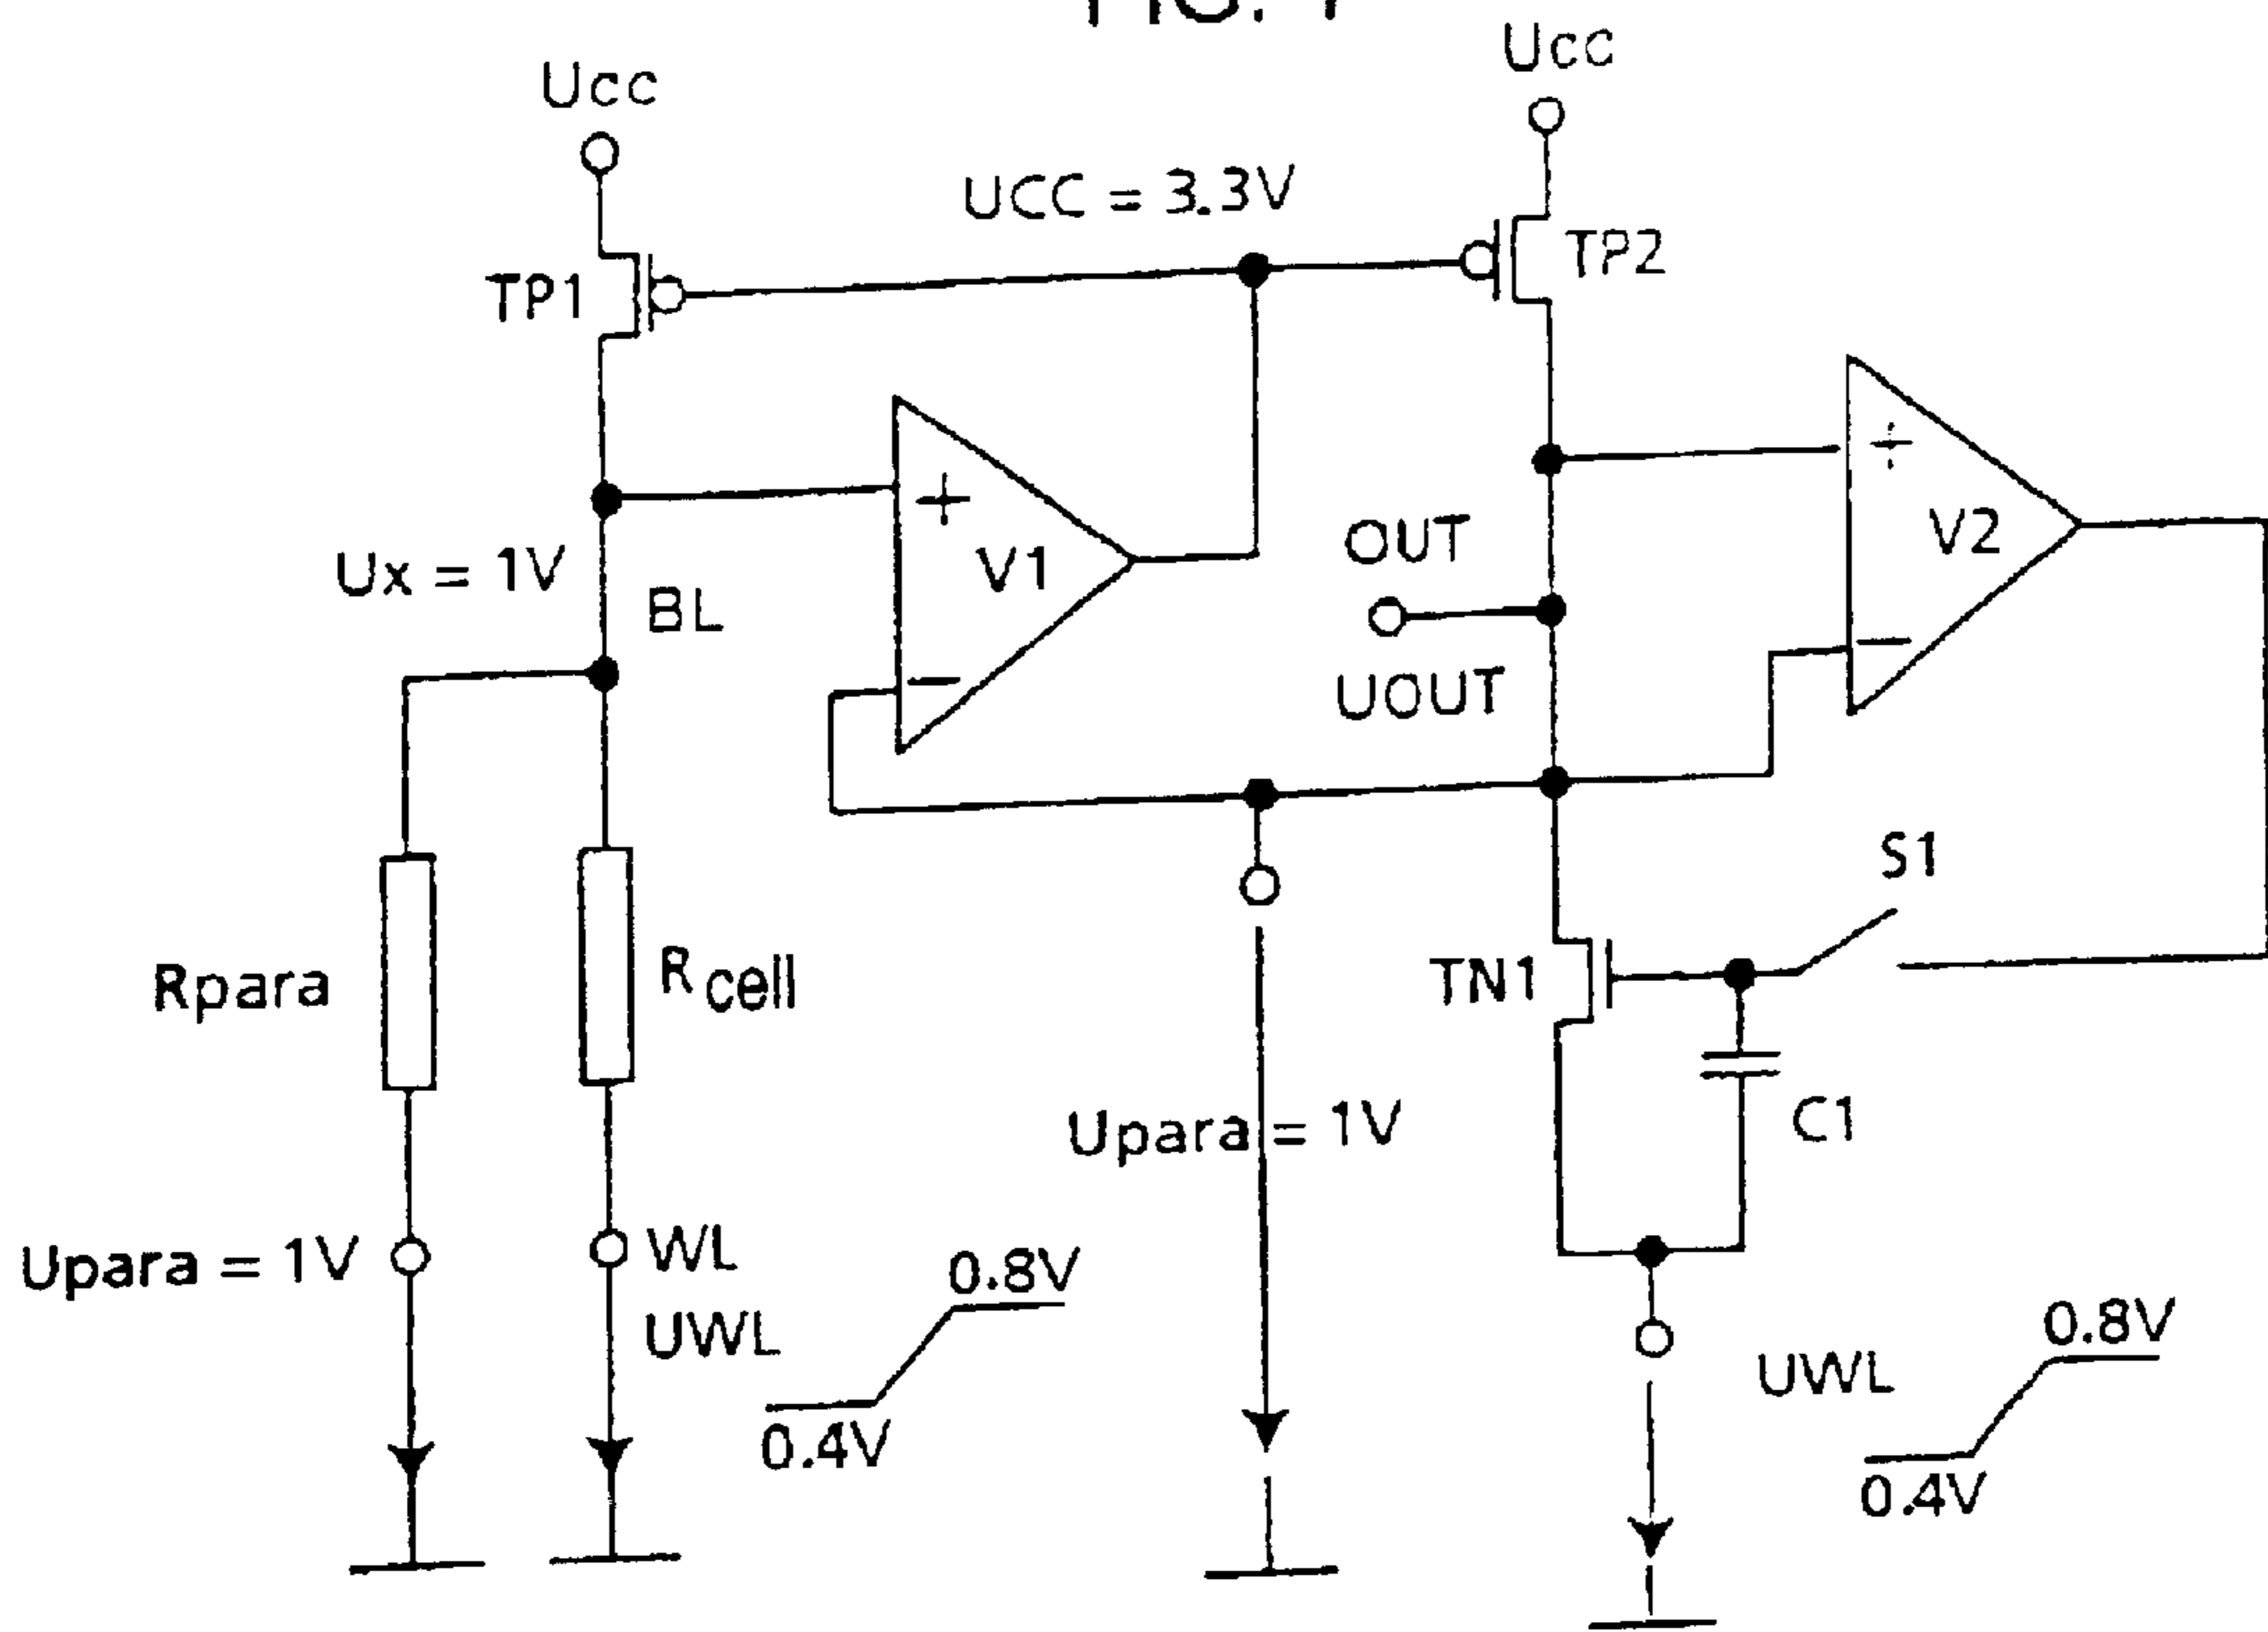 Ucc
Ucc
UCC = 3.3V
TP1
TP2
+
V1
+
V2
Ux = 1V
BL
OUT
UOUT
−
−
S1
Rpara
Rcell
TN1
C1
Upara = 1V
Upara = 1V
WL
UWL
0.8V
0.4V
UWL
0.8V
0.4V